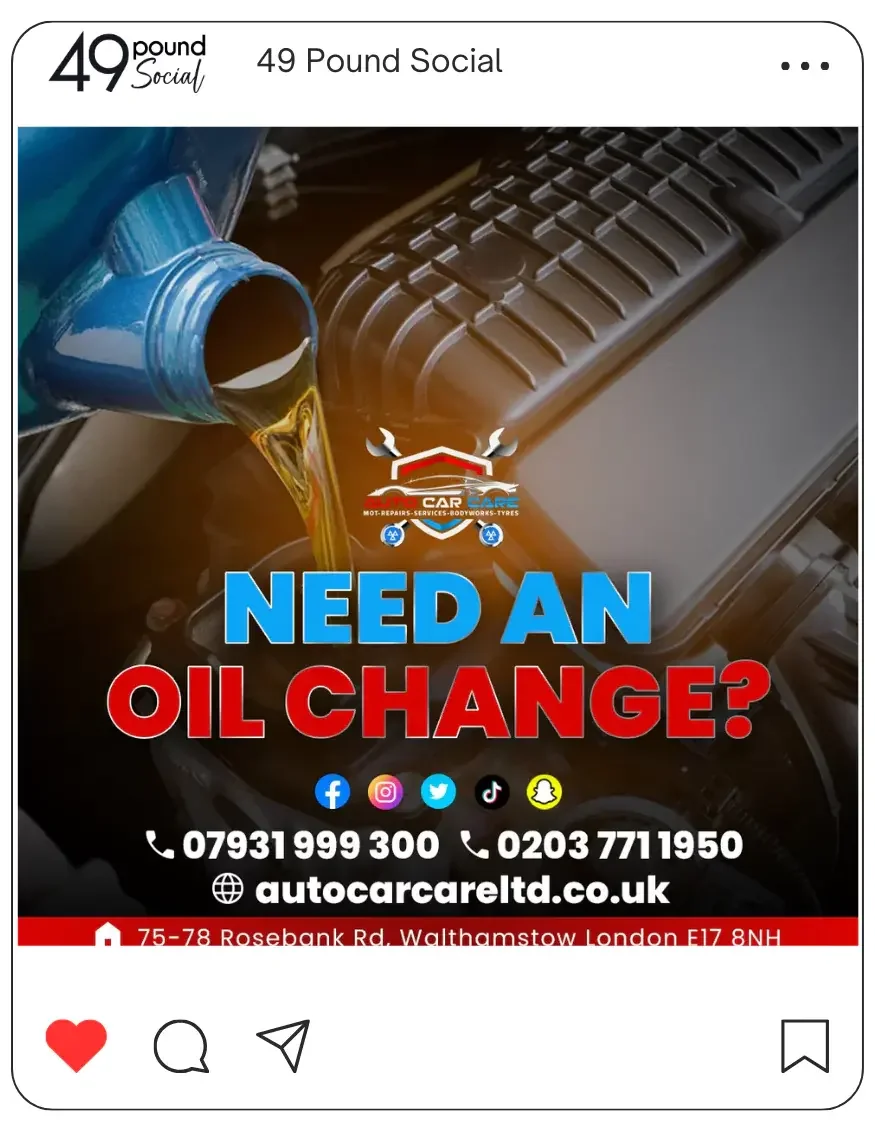 49 pound
Social
49 Pound Social
AUTO CAR CARE
MOT-REPAIRS-SERVICES-BODYWORKS-TYRES
NEED AN
OIL CHANGE?
07931 999 300 0203 771 1950
autocarcareltd.co.uk
75-78 Rosebank Rd, Walthamstow London E17 8NH